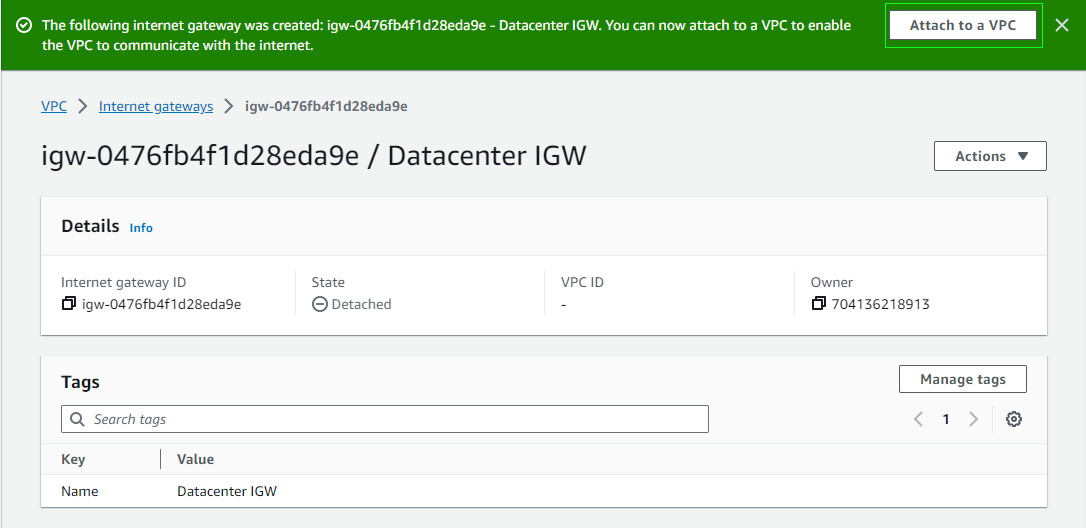 The following internet gateway was created: igw-0476fb4f1d28eda9e - Datacenter IGW. You can now attach to a VPC to enable
the VPC to communicate with the internet.
Attach to a VPC
VPC
Internet gateways
igw-0476fb4f1d28eda9e
igw-0476fb4f1d28eda9e / Datacenter IGW
Actions
Details Info
Internet gateway ID
igw-0476fb4f1d28eda9e
State
Detached
VPC ID
-
Owner
704136218913
Tags
Manage tags
Search tags
1
Key Value
Name Datacenter IGW